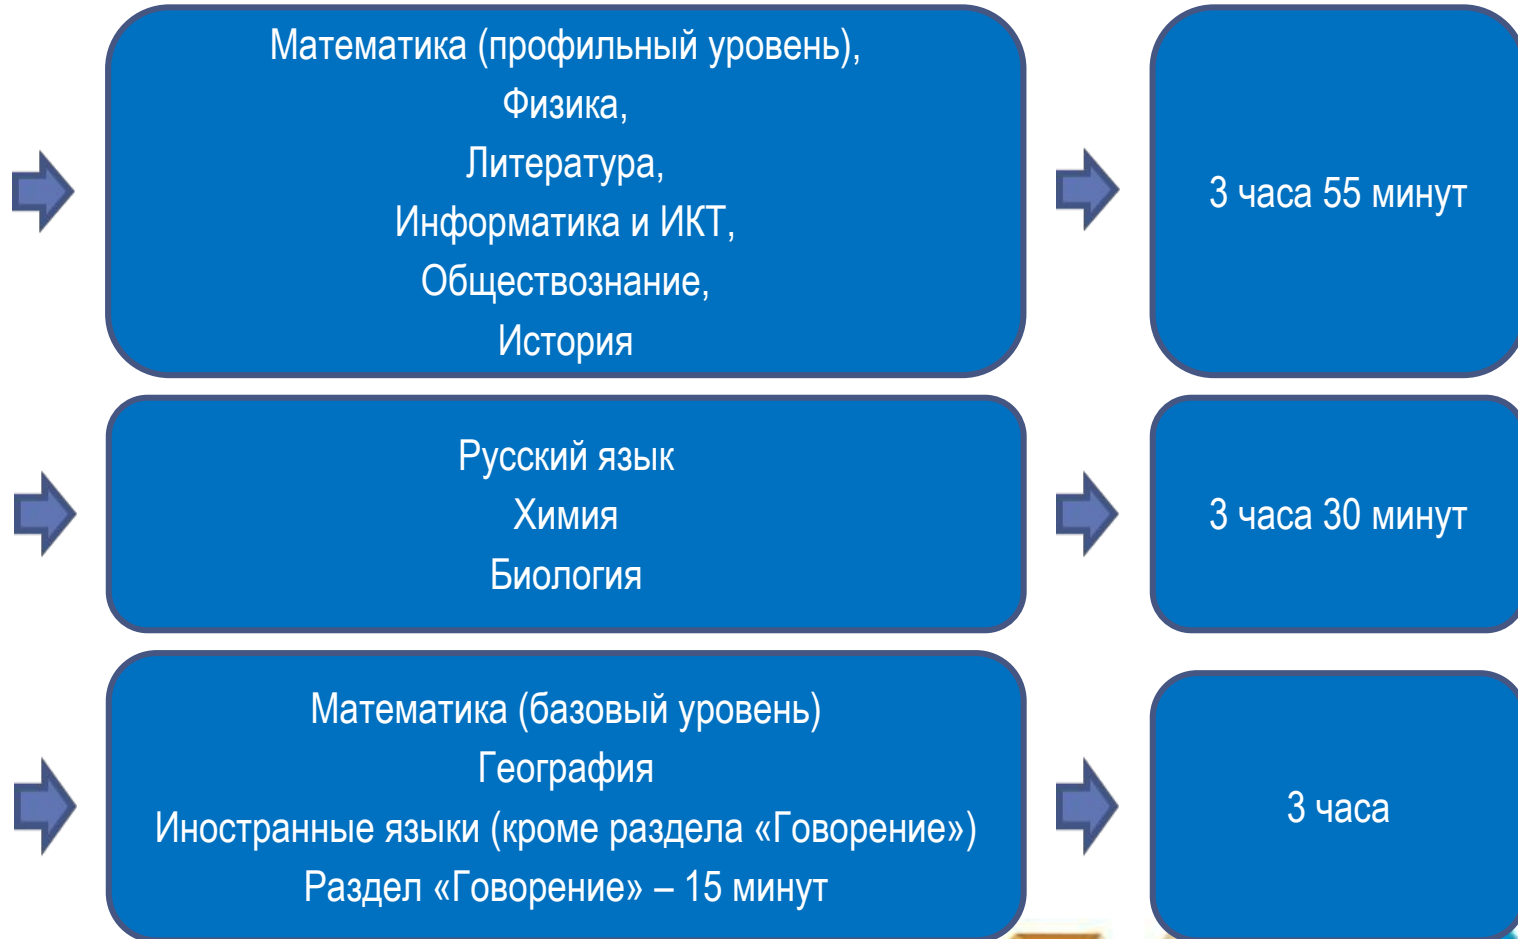 Математика (профильный уровень),
Физика,
Литература,
Информатика и ИКТ,
Обществознание,
История
3 часа 55 минут
Русский язык
Химия
Биология
3 часа 30 минут
Математика (базовый уровень)
География
Иностранные языки (кроме раздела «Говорение»)
Раздел «Говорение» – 15 минут
3 часа